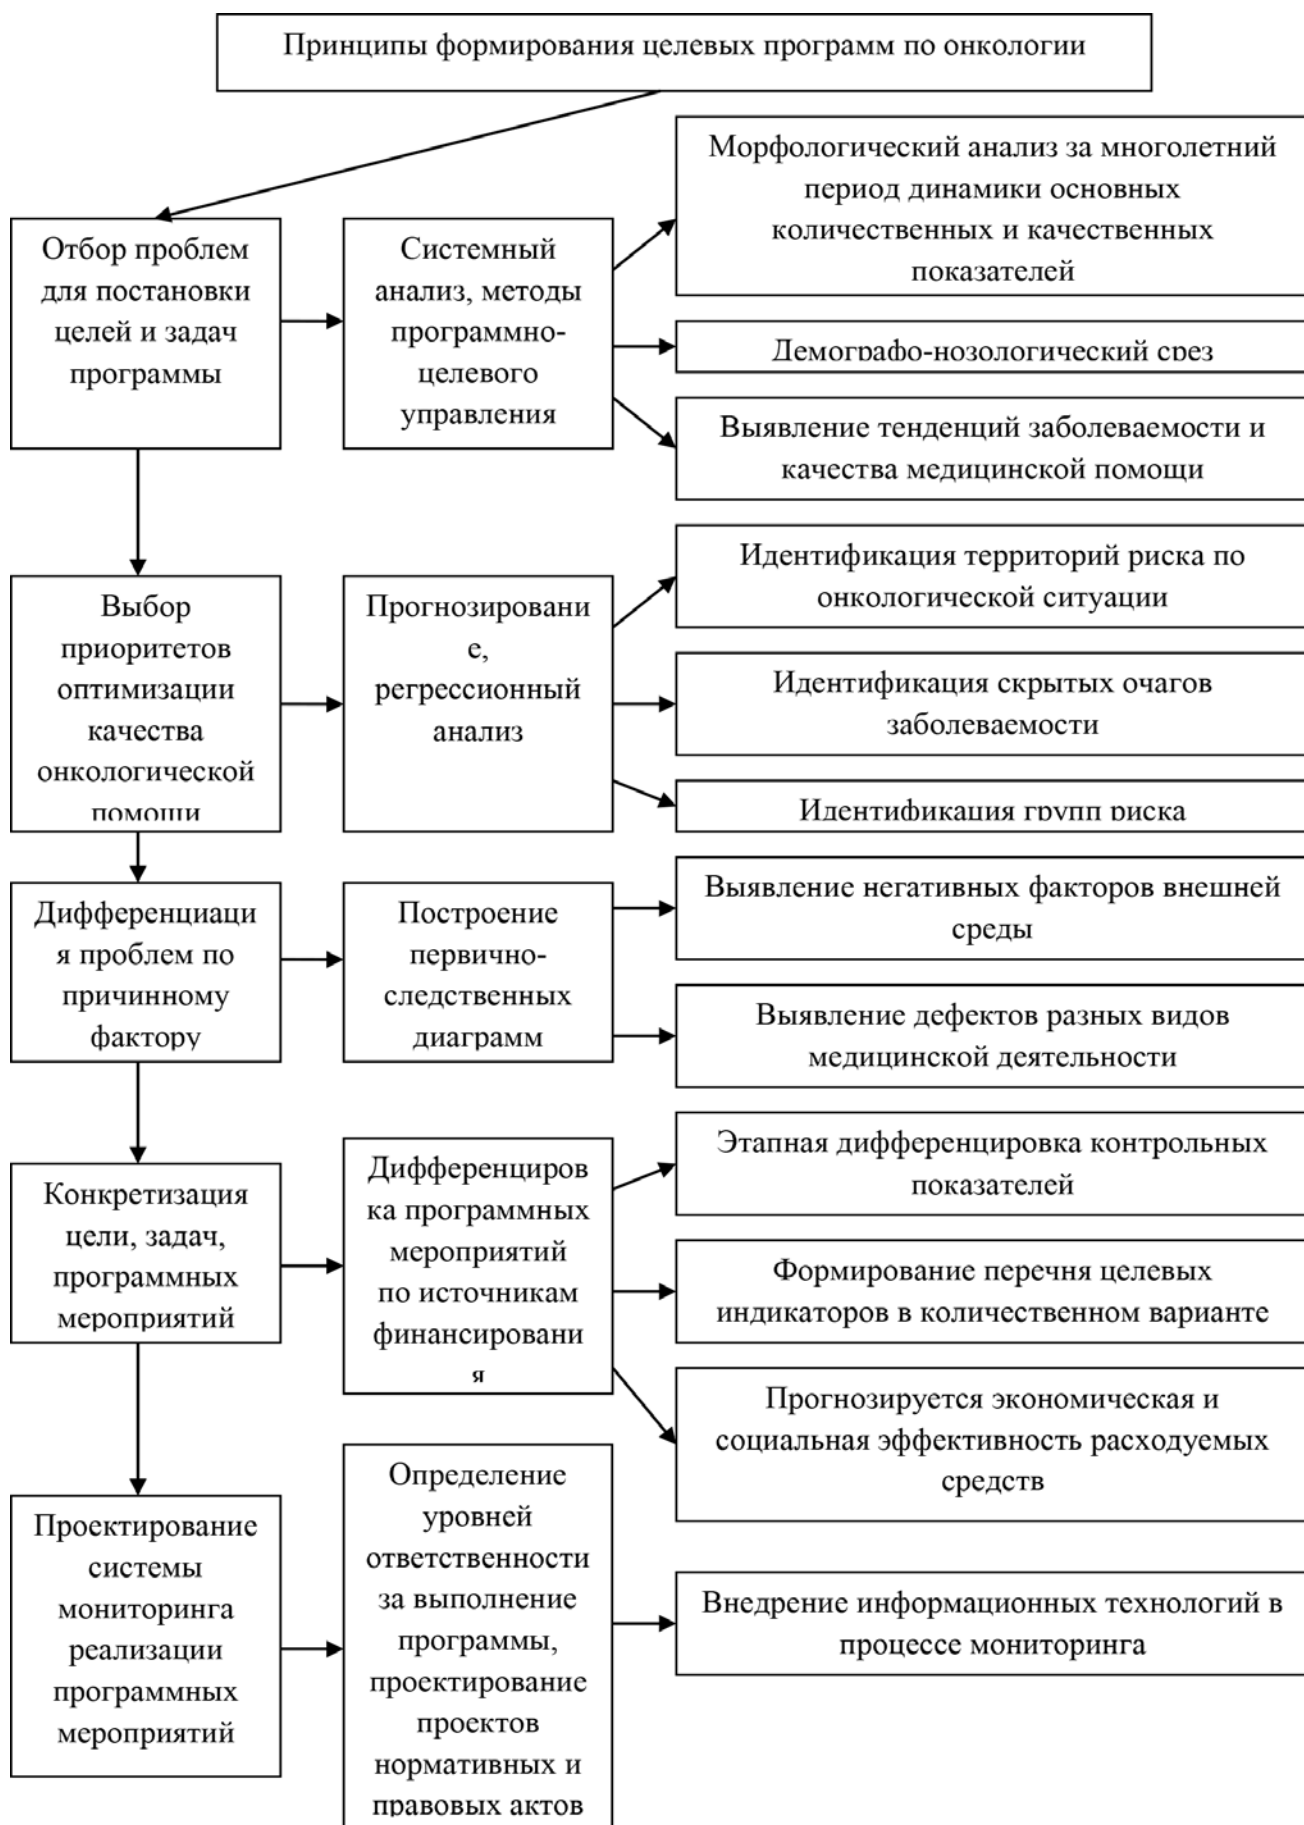 Принципы формирования целевых программ по онкологии
Отбор проблем
для постановки
целей и задач
программы
Системный
анализ, методы
программно-
целевого
управления
Морфологический анализ за многолетний
период динамики основных
количественных и качественных
показателей
Демографо-нозологический срез
Выявление тенденций заболеваемости и
качества медицинской помощи
Выбор
приоритетов
оптимизации
качества
онкологической
помощи
Прогнозировани
е,
регрессионный
анализ
Идентификация территорий риска по
онкологической ситуации
Идентификация скрытых очагов
заболеваемости
Идентификация групп риска
Дифференциаци
я проблем по
причинному
фактору
Построение
первично-
следственных
диаграмм
Выявление негативных факторов внешней
среды
Выявление дефектов разных видов
медицинской деятельности
Конкретизация
цели, задач,
программных
мероприятий
Дифференциров
ка программных
мероприятий
по источникам
финансировани
я
Этапная дифференцировка контрольных
показателей
Формирование перечня целевых
индикаторов в количественном варианте
Прогнозируется экономическая и
социальная эффективность расходуемых
средств
Проектирование
системы
мониторинга
реализации
программных
мероприятий
Определение
уровней
ответственности
за выполнение
программы,
проектирование
проектов
нормативных и
правовых актов
Внедрение информационных технологий в
процессе мониторинга